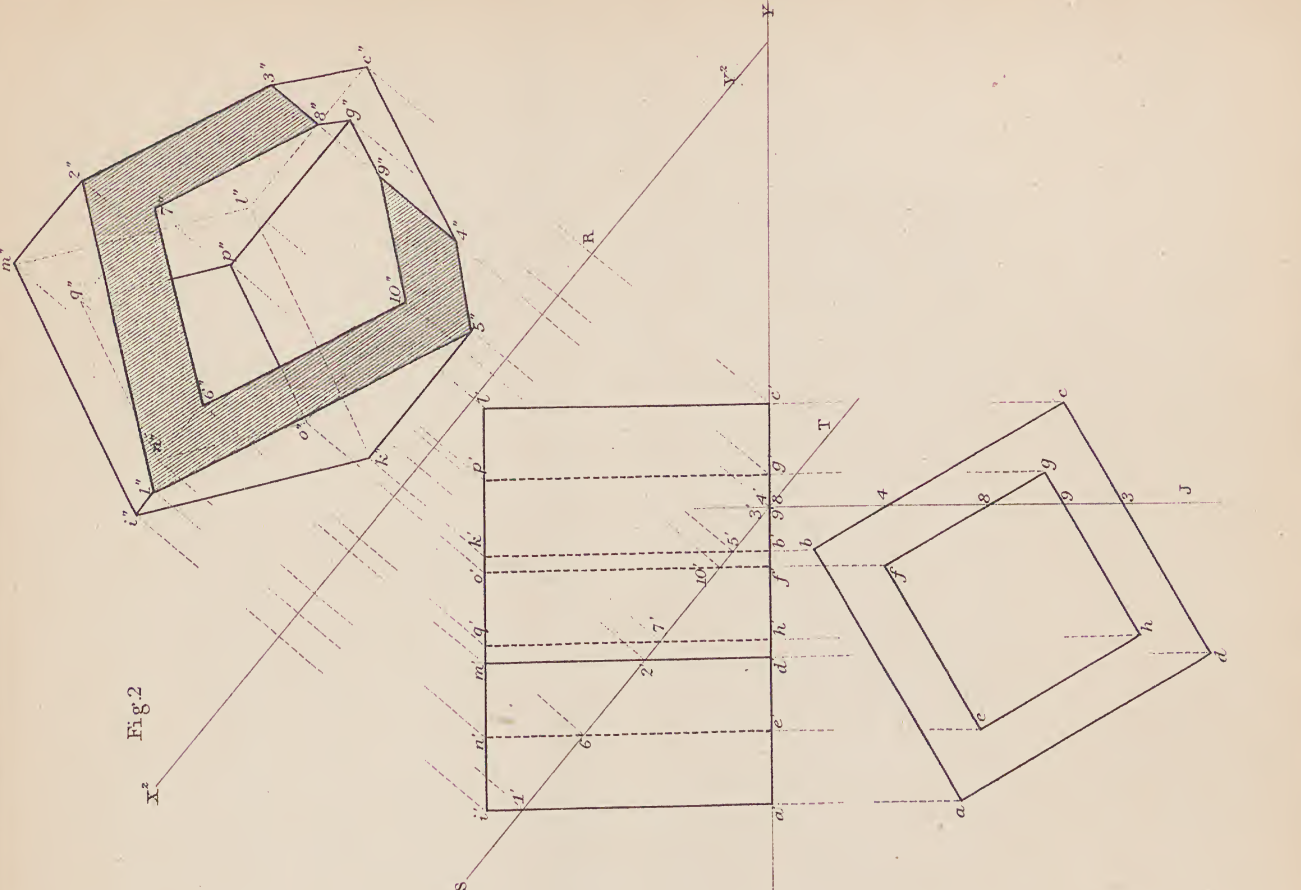 Fig. 2
X²
Y²
Y
S
R
T
J
m"
2"
3"
c"
q"
7"
8"
g"
l"
9"
p"
4"
n"
6"
10"
5"
o"
k"
i"
1"
i'
n'
m'
q'
o'
k'
p'
l'
1'
6'
2'
7'
10'
5'
3'
4'
9'
8'
a'
e'
d'
h'
f'
b'
g'
c'
a
b
c
d
e
f
g
h
4
8
9
3